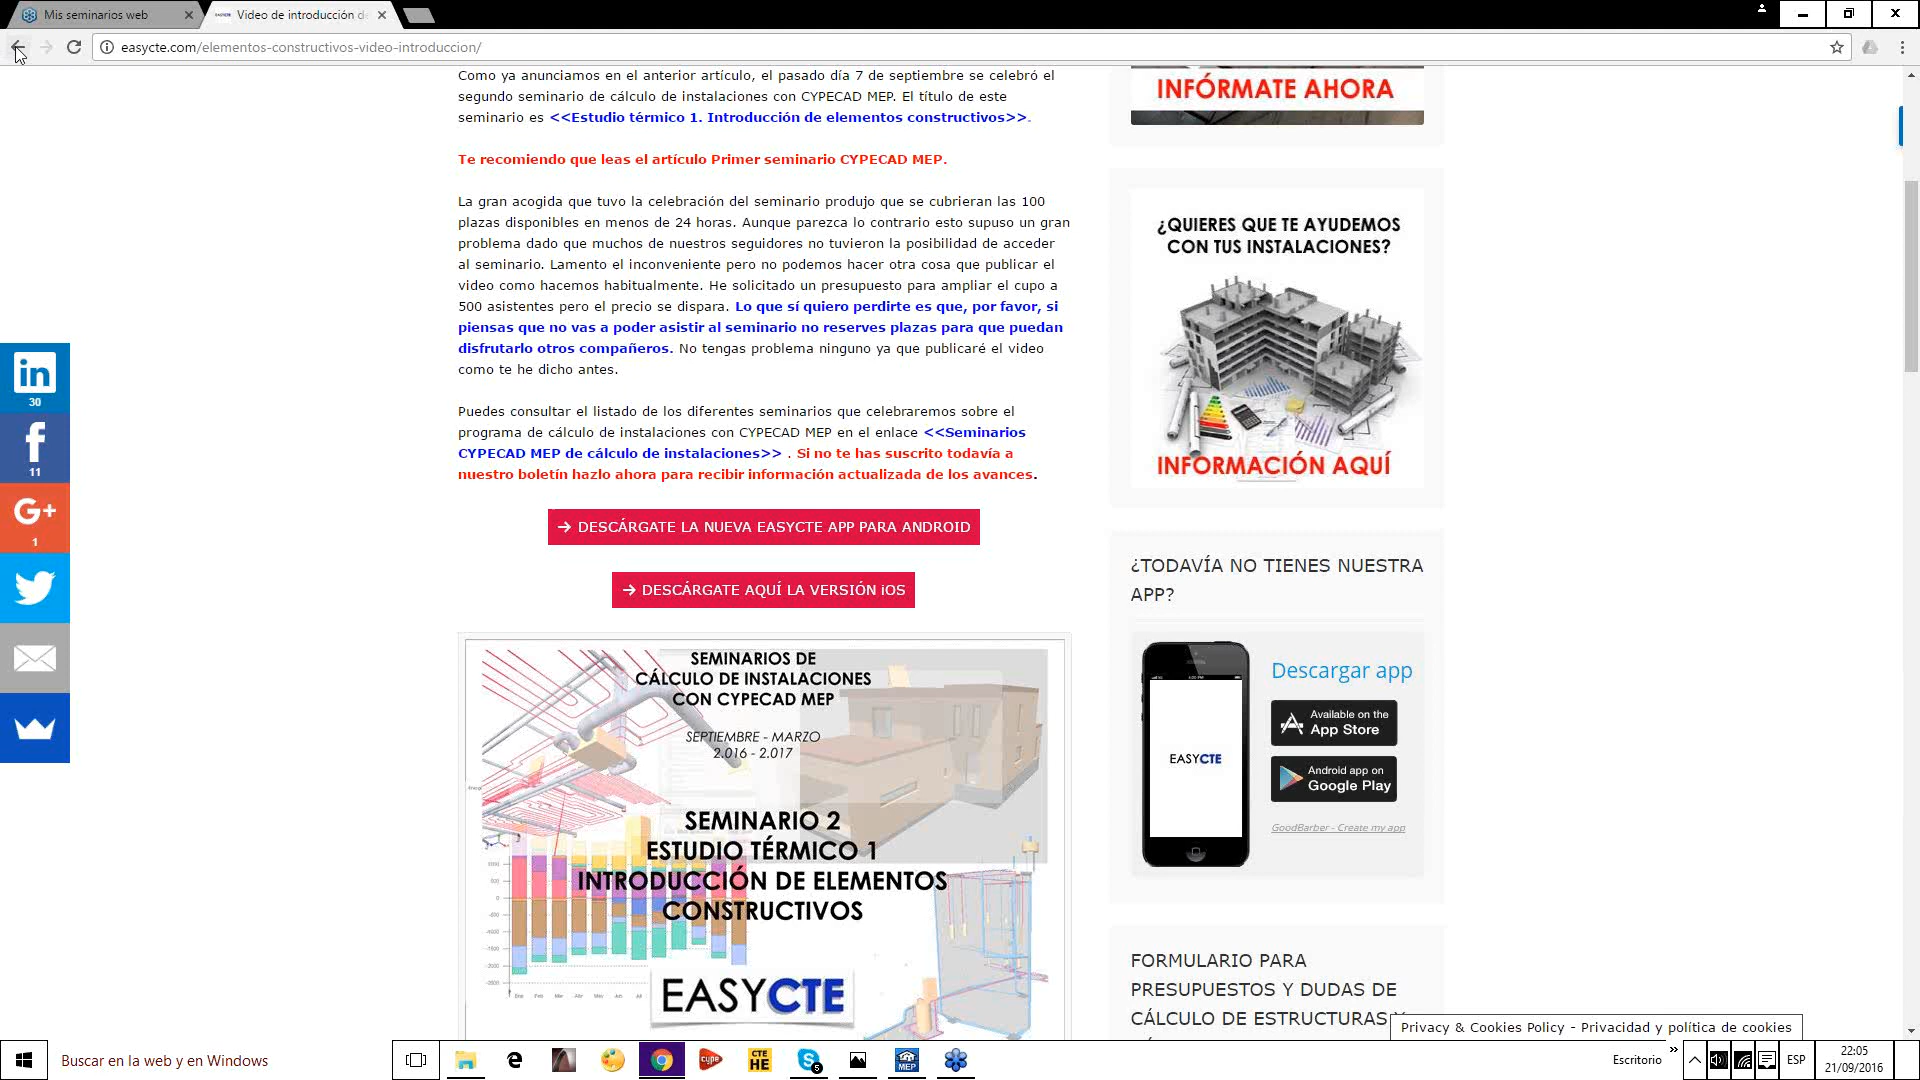 Mis seminarios web
Video de introducción de
easycte.com/elementos-constructivos-video-introduccion/
Como ya anunciamos en el anterior artículo, el pasado día 7 de septiembre se celebró el
segundo seminario de cálculo de instalaciones con CYPECAD MEP. El título de este
seminario es <<Estudio térmico 1. Introducción de elementos constructivos>>.
Te recomiendo que leas el artículo Primer seminario CYPECAD MEP.
La gran acogida que tuvo la celebración del seminario produjo que se cubrieran las 100
plazas disponibles en menos de 24 horas. Aunque parezca lo contrario esto supuso un gran
problema dado que muchos de nuestros seguidores no tuvieron la posibilidad de acceder
al seminario. Lamento el inconveniente pero no podemos hacer otra cosa que publicar el
video como hacemos habitualmente. He solicitado un presupuesto para ampliar el cupo a
500 asistentes pero el precio se dispara. Lo que sí quiero perdirte es que, por favor, si
piensas que no vas a poder asistir al seminario no reserves plazas para que puedan
disfrutarlo otros compañeros. No tengas problema ninguno ya que publicaré el video
como te he dicho antes.
Puedes consultar el listado de los diferentes seminarios que celebraremos sobre el
programa de cálculo de instalaciones con CYPECAD MEP en el enlace <<Seminarios
CYPECAD MEP de cálculo de instalaciones>> . Si no te has suscrito todavía a
nuestro boletín hazlo ahora para recibir información actualizada de los avances.
→ DESCÁRGATE LA NUEVA EASYCTE APP PARA ANDROID
→ DESCÁRGATE AQUÍ LA VERSIÓN iOS
SEMINARIOS DE
CÁLCULO DE INSTALACIONES
CON CYPECAD MEP
SEPTIEMBRE - MARZO
2.016 - 2.017
SEMINARIO 2
ESTUDIO TÉRMICO 1
INTRODUCCIÓN DE ELEMENTOS
CONSTRUCTIVOS
EASYCTE
in
30
f
11
G+
1
INFÓRMATE AHORA
¿QUIERES QUE TE AYUDEMOS
CON TUS INSTALACIONES?
INFORMACIÓN AQUÍ
¿TODAVÍA NO TIENES NUESTRA
APP?
EASYCTE
Descargar app
Available on the
App Store
Android app on
Google Play
GoodBarber - Create my app
FORMULARIO PARA
PRESUPUESTOS Y DUDAS DE
CÁLCULO DE ESTRUCTURAS Y
Privacy & Cookies Policy - Privacidad y política de cookies
Buscar en la web y en Windows
e
cype
CTE
HE
S
5
MEP
Escritorio
»
ESP
22:05
21/09/2016